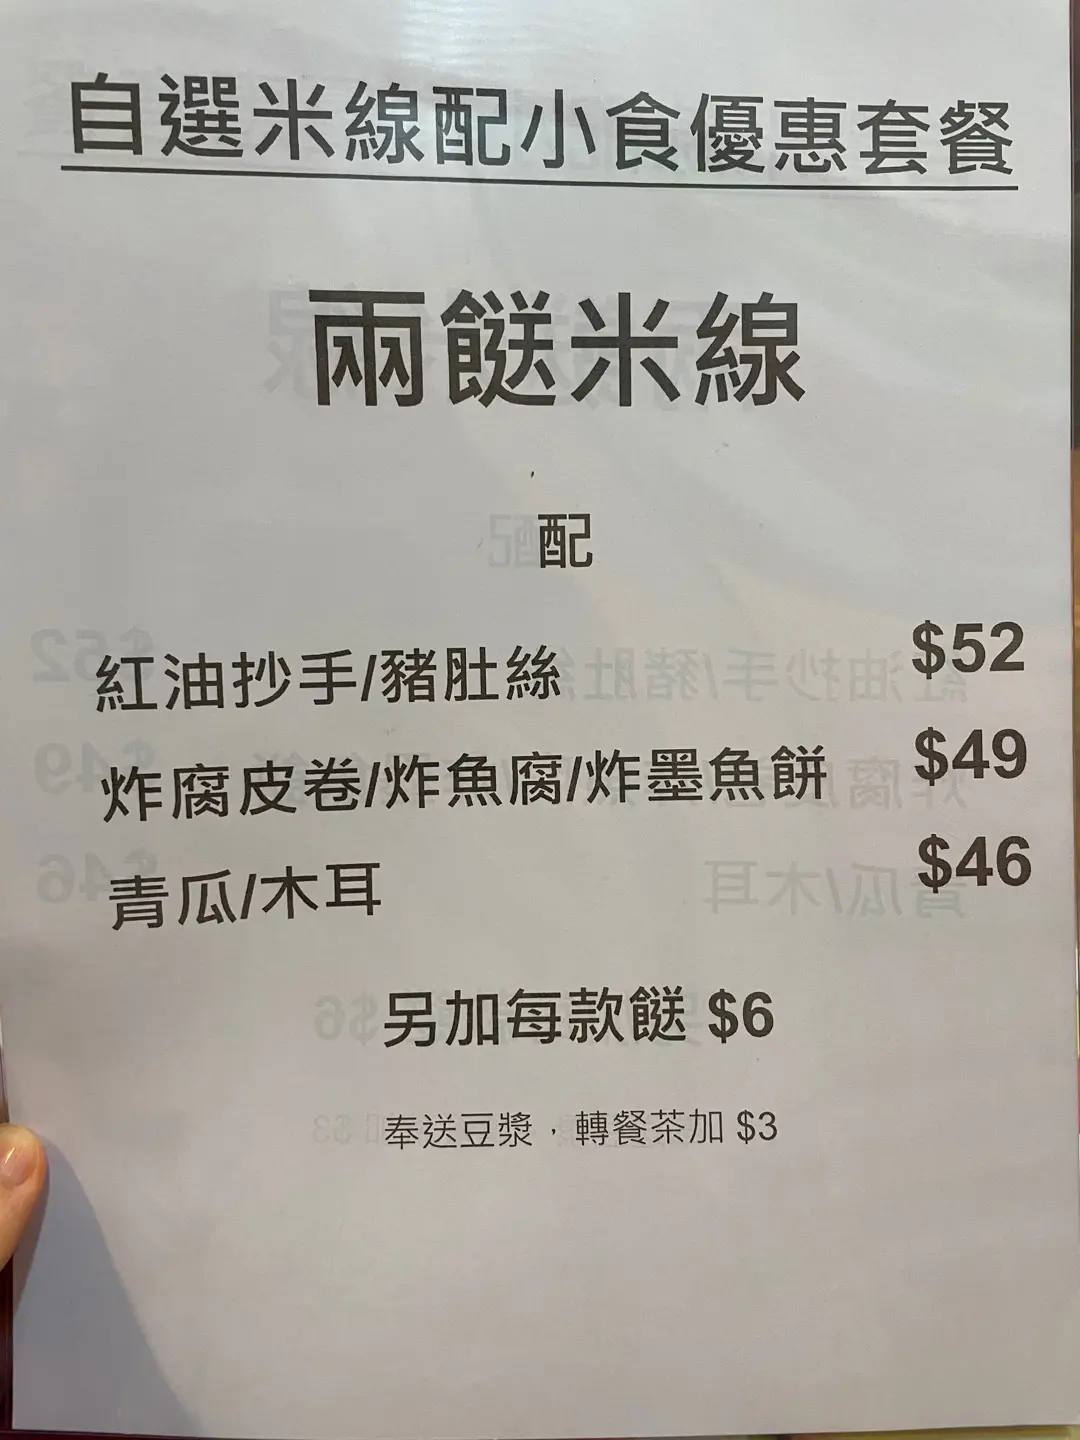 自選米線配小食優惠套餐
兩餸米線
配
紅油抄手/豬肚絲 $52
炸腐皮卷/炸魚腐/炸墨魚餅 $49
青瓜/木耳 $46
另加每款餸 $6
奉送豆漿，轉餐茶加 $3